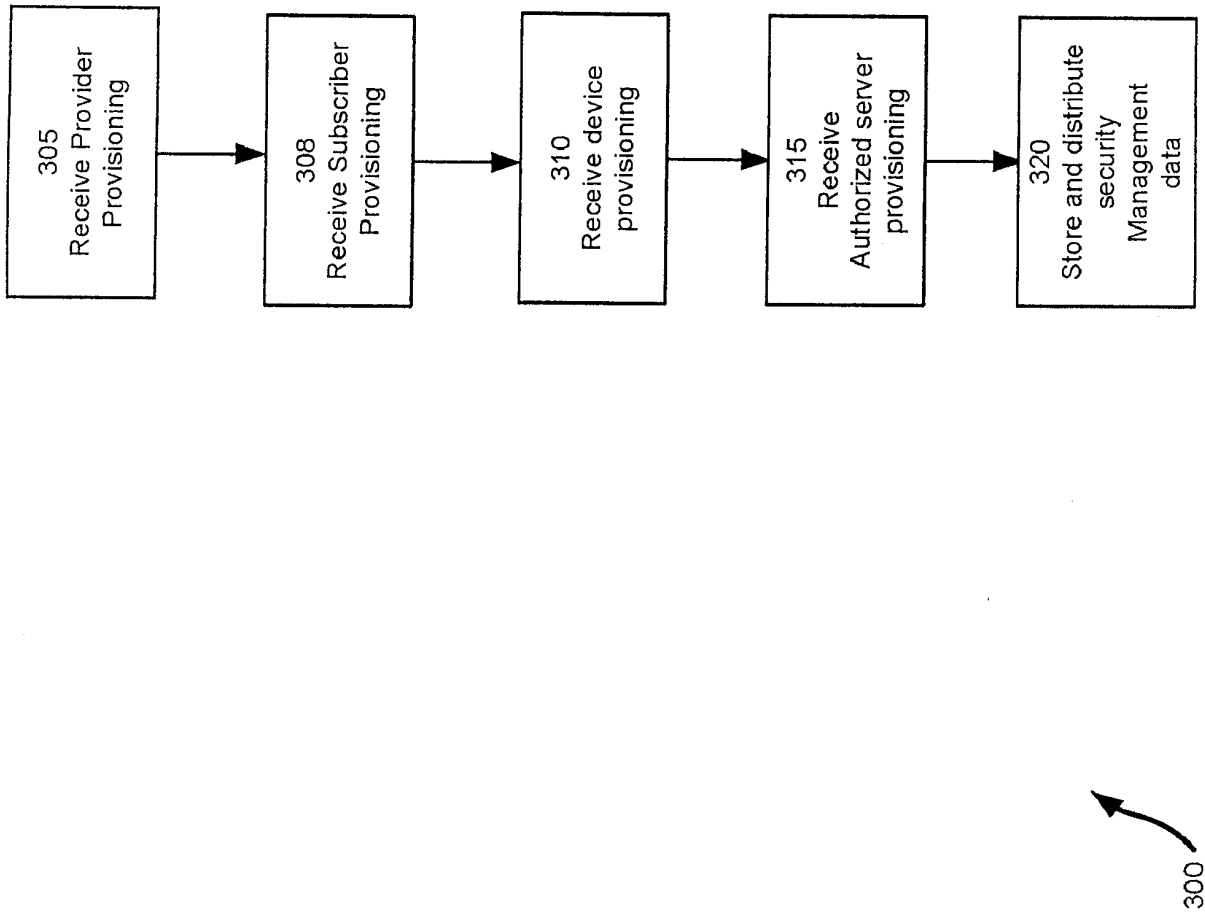 305
Receive Provider
Provisioning
308
Receive Subscriber
Provisioning
310
Receive device
provisioning
315
Receive
Authorized server
provisioning
320
Store and distribute
security
Management
data
300